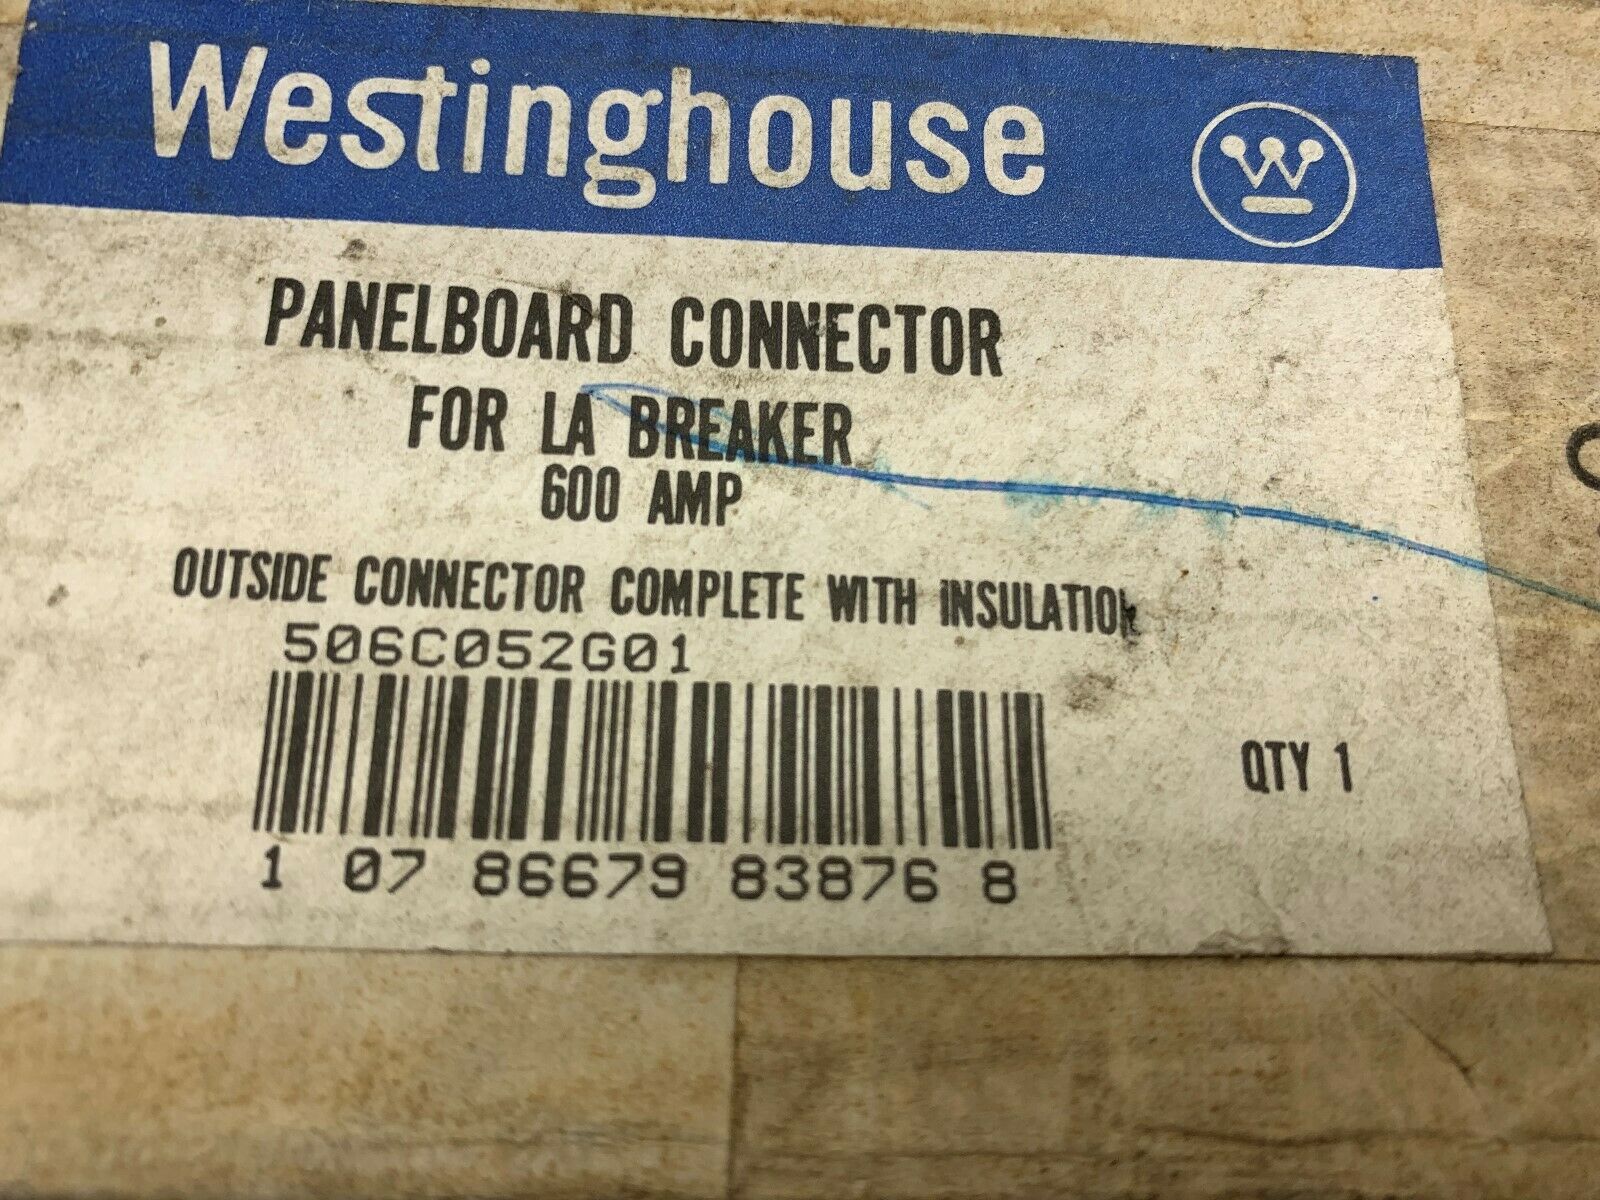 Westinghouse
PANELBOARD CONNECTOR
FOR LA BREAKER
600 AMP
OUTSIDE CONNECTOR COMPLETE WITH INSULATION
506C052G01
QTY 1
1 07 86679 83876 8